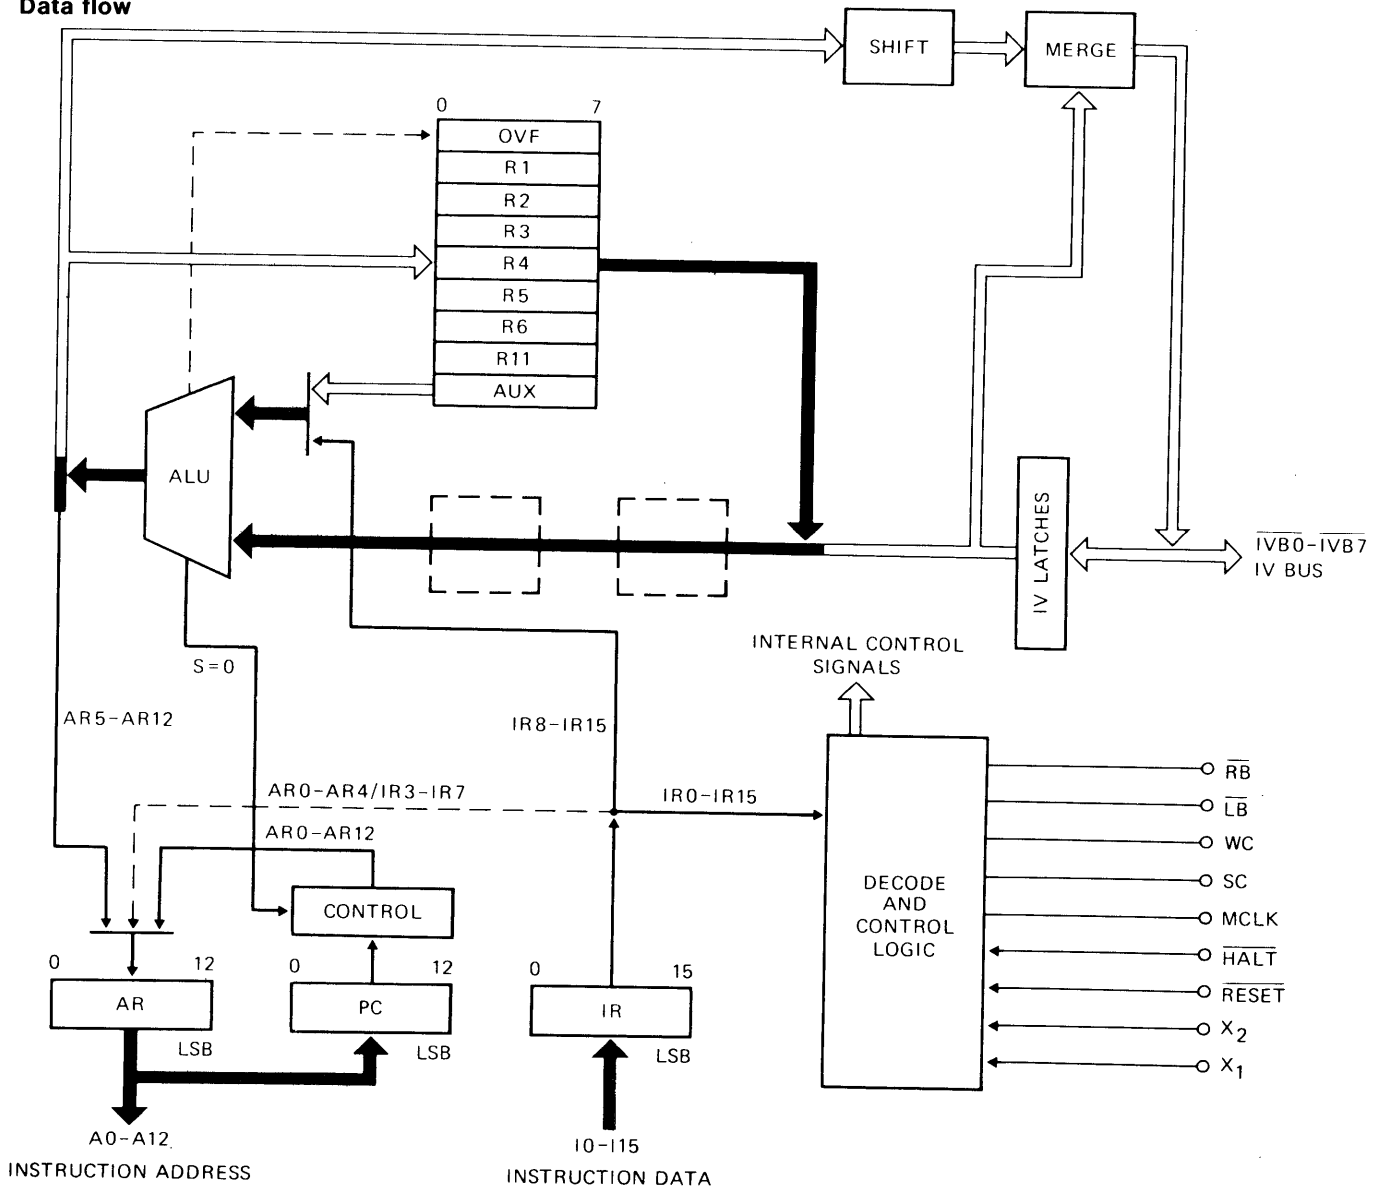 Data flow
SHIFT
MERGE
0 7
OVF
R1
R2
R3
R4
R5
R6
R11
AUX
ALU
IV LATCHES
IVB0-IVB7
IV BUS
INTERNAL CONTROL
SIGNALS
S=0
AR5-AR12
IR8-IR15
AR0-AR4/IR3-IR7
IR0-IR15
AR0-AR12
RB
LB
WC
SC
MCLK
HALT
RESET
X2
X1
DECODE
AND
CONTROL
LOGIC
CONTROL
0 12
AR
LSB
0 12
PC
LSB
0 15
IR
LSB
A0-A12
INSTRUCTION ADDRESS
I0-I15
INSTRUCTION DATA